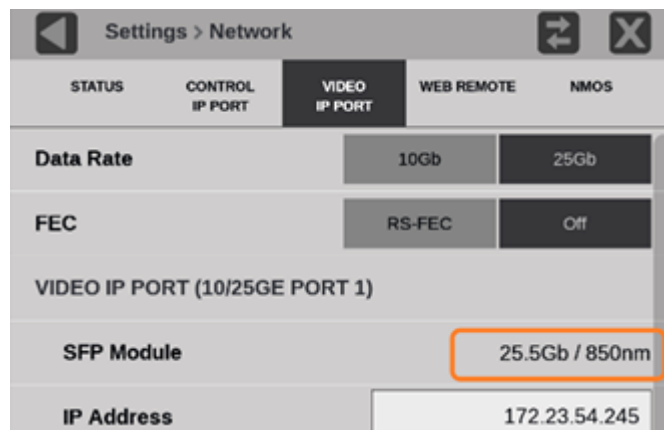 Settings > Network
STATUS
CONTROL
IP PORT
VIDEO
IP PORT
WEB REMOTE
NMOS
Data Rate
10Gb
25Gb
FEC
RS-FEC
Off
VIDEO IP PORT (10/25GE PORT 1)
SFP Module
25.5Gb / 850nm
IP Address
172.23.54.245